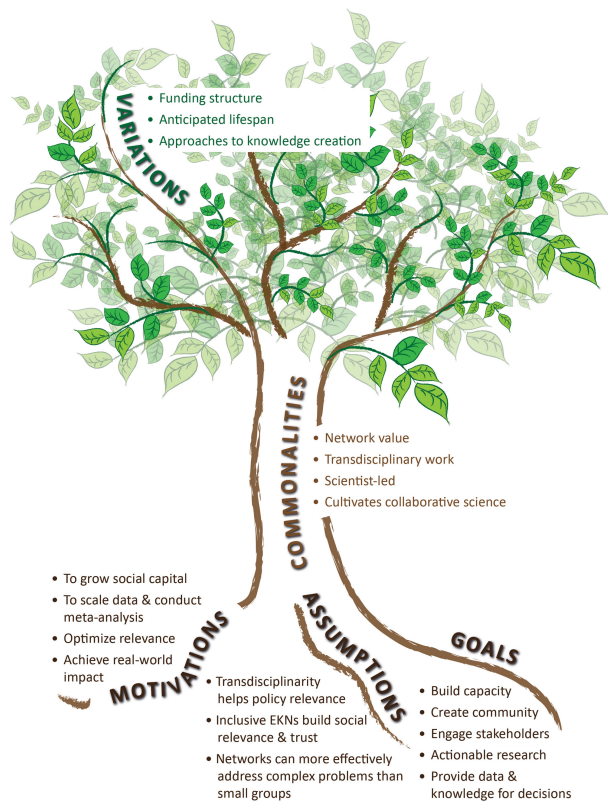 VARIATIONS
• Funding structure
• Anticipated lifespan
• Approaches to knowledge creation
COMMONALITIES
• Network value
• Transdisciplinary work
• Scientist-led
• Cultivates collaborative science
MOTIVATIONS
• To grow social capital
• To scale data & conduct
meta-analysis
• Optimize relevance
• Achieve real-world
impact
ASSUMPTIONS
• Transdisciplinarity
helps policy relevance
• Inclusive EKNs build social
relevance & trust
• Networks can more effectively
address complex problems than
small groups
GOALS
• Build capacity
• Create community
• Engage stakeholders
• Actionable research
• Provide data &
knowledge for decisions